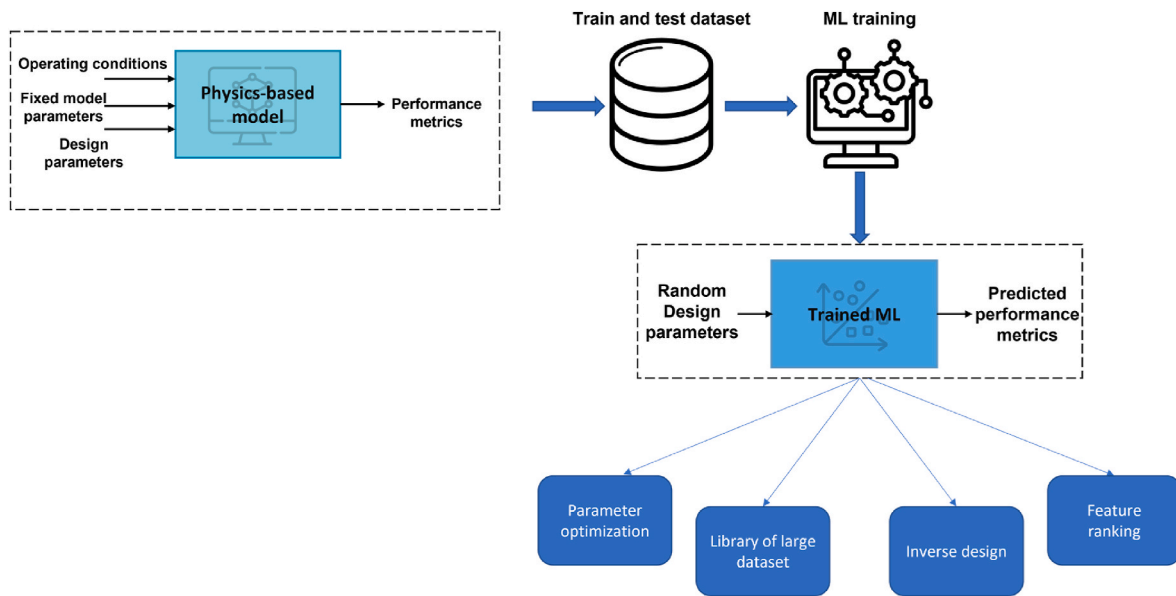 Train and test dataset
ML training
Operating conditions
Fixed model
parameters
Design
parameters
Physics-based
model
Performance
metrics
Random
Design
parameters
Trained ML
Predicted
performance
metrics
Parameter
optimization
Library of large
dataset
Inverse design
Feature
ranking